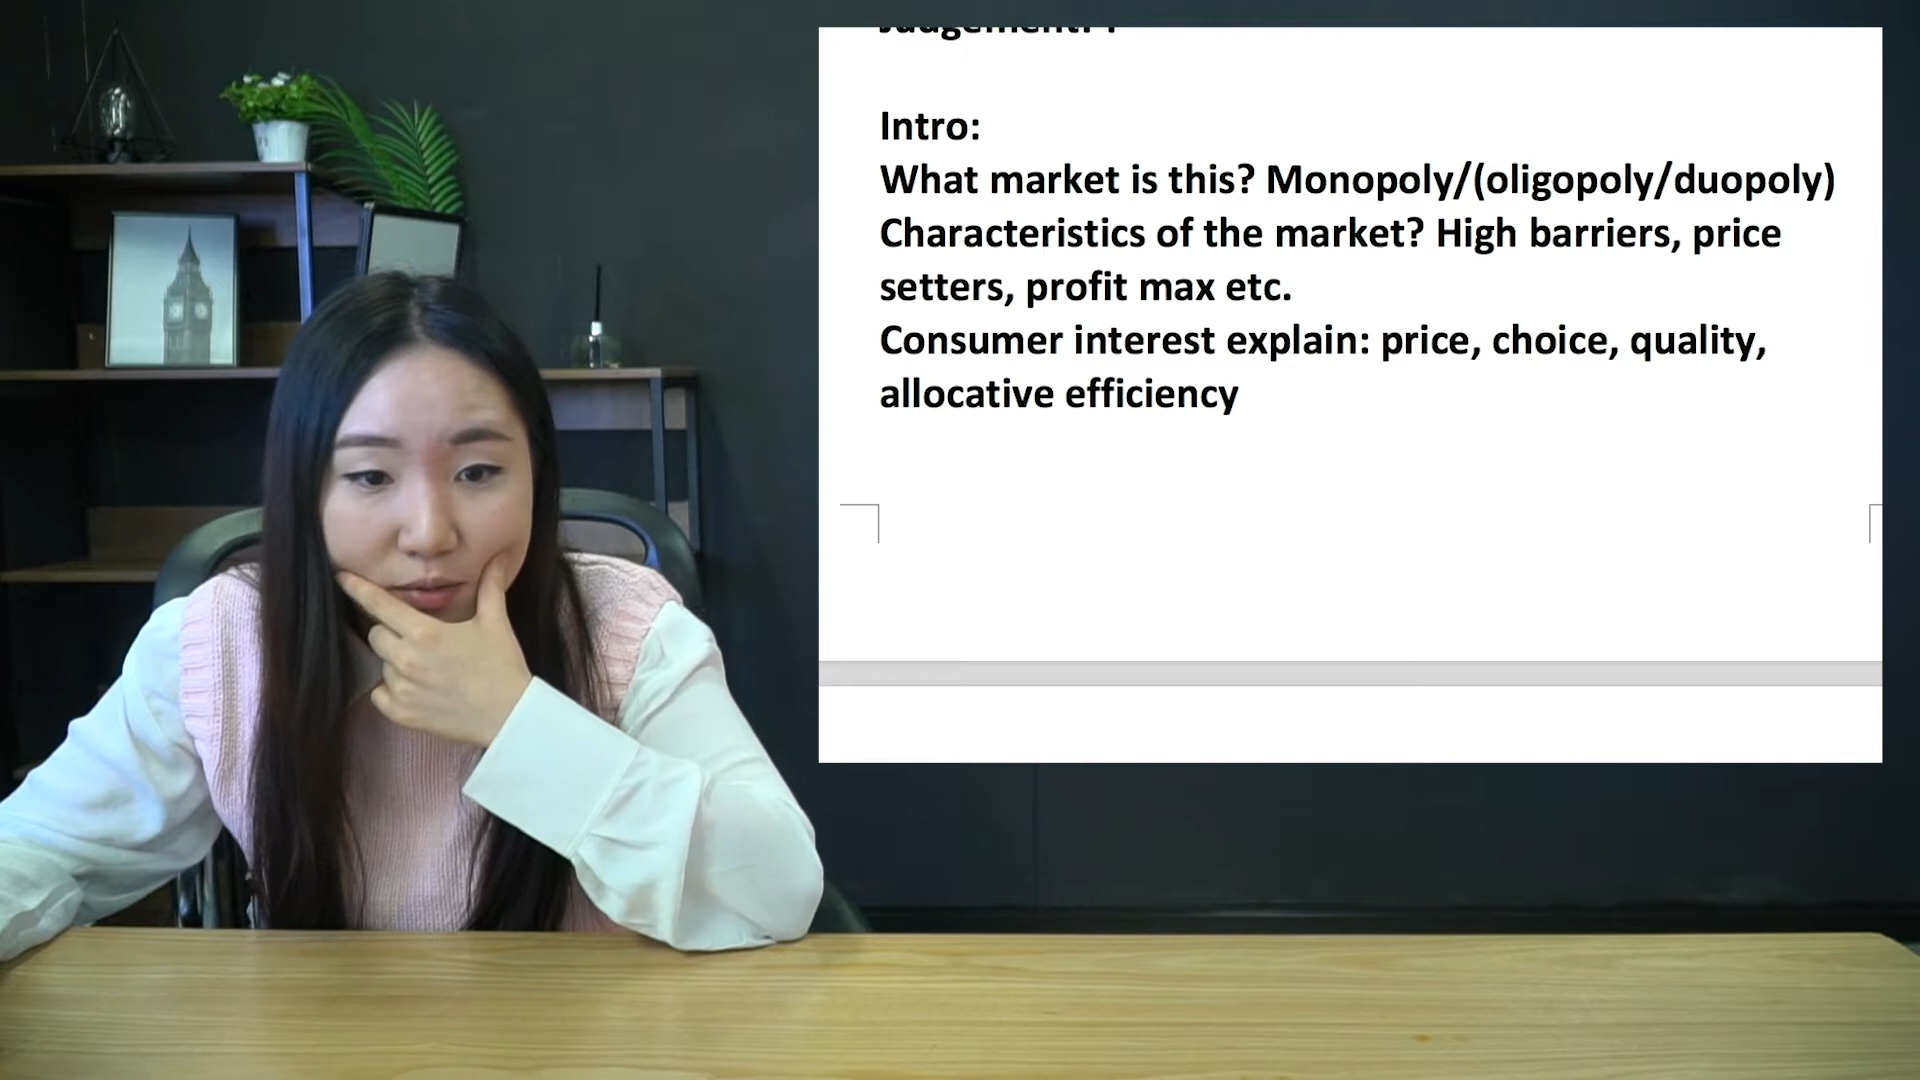 Judgement: .
Intro:
What market is this? Monopoly/(oligopoly/duopoly)
Characteristics of the market? High barriers, price
setters, profit max etc.
Consumer interest explain: price, choice, quality,
allocative efficiency